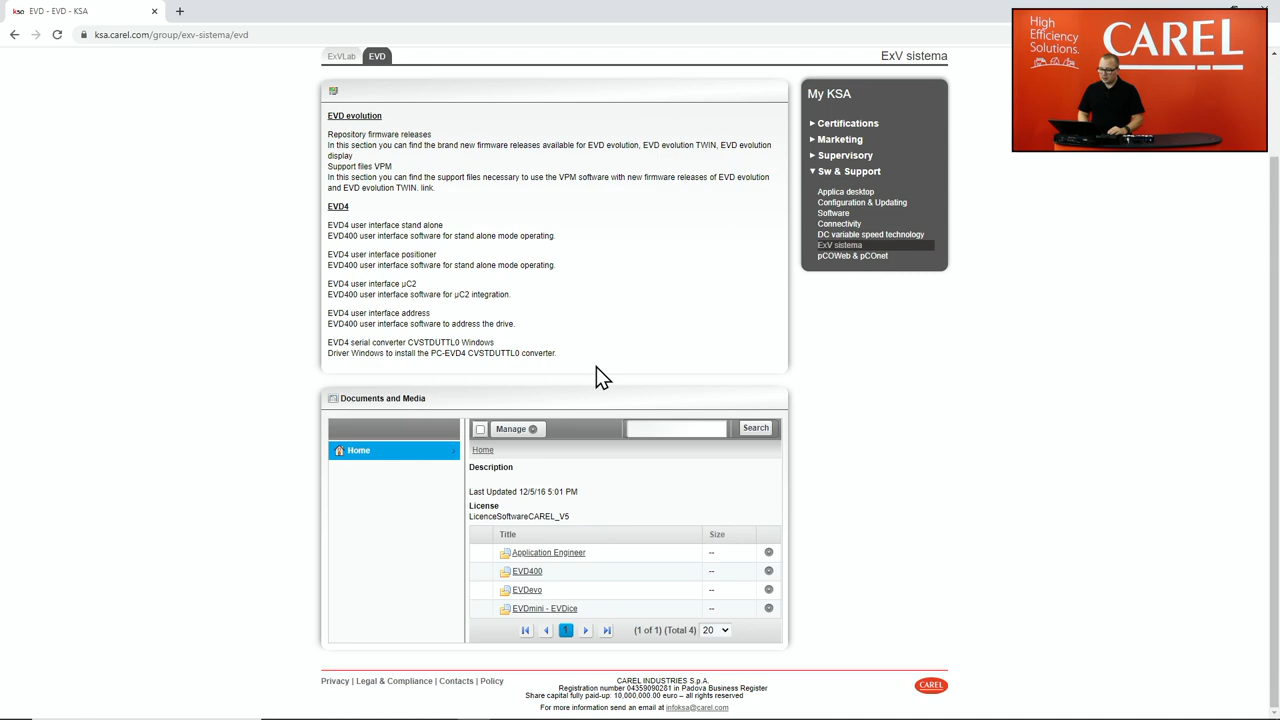 kso EVD - EVD - KSA
ksa.carel.com/group/exv-sistema/evd
High
Efficiency
Solutions.
CAREL
ExVLab
EVD
ExV sistema
EVD evolution
Repository firmware releases
In this section you can find the brand new firmware releases available for EVD evolution, EVD evolution TWIN, EVD evolution
display
Support files VPM
In this section you can find the support files necessary to use the VPM software with new firmware releases of EVD evolution
and EVD evolution TWIN. link.
EVD4
EVD4 user interface stand alone
EVD400 user interface software for stand alone mode operating.
EVD4 user interface positioner
EVD400 user interface software for stand alone mode operating.
EVD4 user interface µC2
EVD400 user interface software for µC2 integration.
EVD4 user interface address
EVD400 user interface software to address the drive.
EVD4 serial converter CVSTDUTTL0 Windows
Driver Windows to install the PC-EVD4 CVSTDUTTL0 converter.
My KSA
Certifications
Marketing
Supervisory
Sw & Support
Applica desktop
Configuration & Updating
Software
Connectivity
DC variable speed technology
ExV sistema
pCOWeb & pCOnet
Documents and Media
Home
Manage
Search
Home
Description
Last Updated 12/5/16 5:01 PM
License
LicenceSoftwareCAREL_V5
Title Size
Application Engineer --
EVD400 --
EVDevo --
EVDmini - EVDice --
1 (1 of 1) (Total 4) 20
Privacy | Legal & Compliance | Contacts | Policy
CAREL INDUSTRIES S.p.A.
Registration number 04359090281 in Padova Business Register
Share capital fully paid-up: 10,000,000.00 euro – all rights reserved
For more information send an email at infoksa@carel.com
CAREL